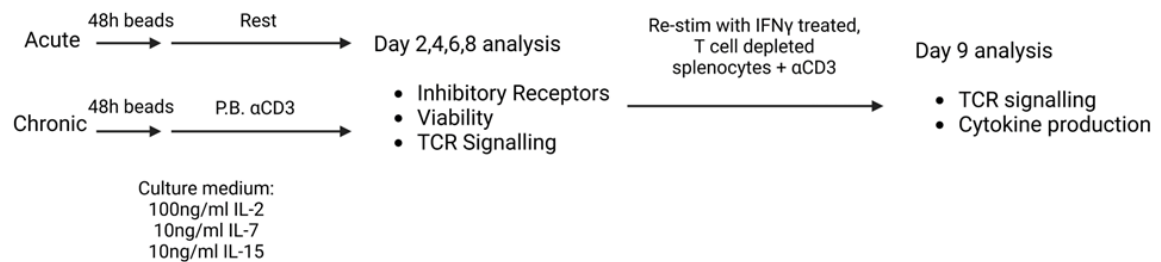 48h beads
Rest
Acute
48h beads
P.B. αCD3
Chronic
Culture medium:
100ng/ml IL-2
10ng/ml IL-7
10ng/ml IL-15
Day 2,4,6,8 analysis
• Inhibitory Receptors
• Viability
• TCR Signalling
Re-stim with IFNγ treated,
T cell depleted
splenocytes + αCD3
Day 9 analysis
• TCR signalling
• Cytokine production